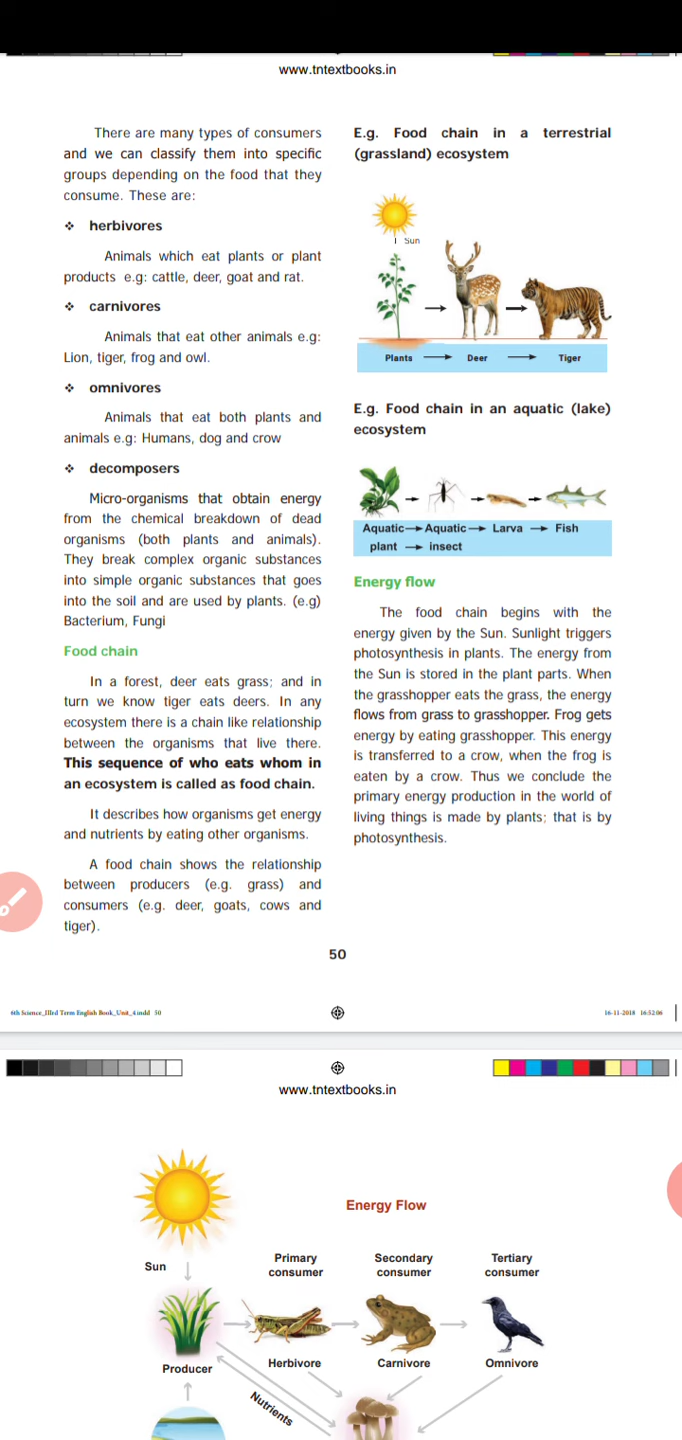 www.tntextbooks.in
There are many types of consumers
and we can classify them into specific
groups depending on the food that they
consume. These are:
❖ herbivores
Animals which eat plants or plant
products e.g: cattle, deer, goat and rat.
❖ carnivores
Animals that eat other animals e.g:
Lion, tiger, frog and owl.
❖ omnivores
Animals that eat both plants and
animals e.g: Humans, dog and crow
❖ decomposers
Micro-organisms that obtain energy
from the chemical breakdown of dead
organisms (both plants and animals).
They break complex organic substances
into simple organic substances that goes
into the soil and are used by plants. (e.g)
Bacterium, Fungi
Food chain
In a forest, deer eats grass; and in
turn we know tiger eats deers. In any
ecosystem there is a chain like relationship
between the organisms that live there.
This sequence of who eats whom in
an ecosystem is called as food chain.
It describes how organisms get energy
and nutrients by eating other organisms.
A food chain shows the relationship
between producers (e.g. grass) and
consumers (e.g. deer, goats, cows and
tiger).
E.g. Food chain in a terrestrial
(grassland) ecosystem
Sun
Plants → Deer → Tiger
E.g. Food chain in an aquatic (lake)
ecosystem
Aquatic → Aquatic → Larva → Fish
plant → insect
Energy flow
The food chain begins with the
energy given by the Sun. Sunlight triggers
photosynthesis in plants. The energy from
the Sun is stored in the plant parts. When
the grasshopper eats the grass, the energy
flows from grass to grasshopper. Frog gets
energy by eating grasshopper. This energy
is transferred to a crow, when the frog is
eaten by a crow. Thus we conclude the
primary energy production in the world of
living things is made by plants; that is by
photosynthesis.
50
6th Science_IIIrd Term English Book_Unit_4.indd 50
16-11-2018 16:52:06
www.tntextbooks.in
Energy Flow
Sun
Primary
consumer
Secondary
consumer
Tertiary
consumer
Producer
Herbivore
Carnivore
Omnivore
Nutrients